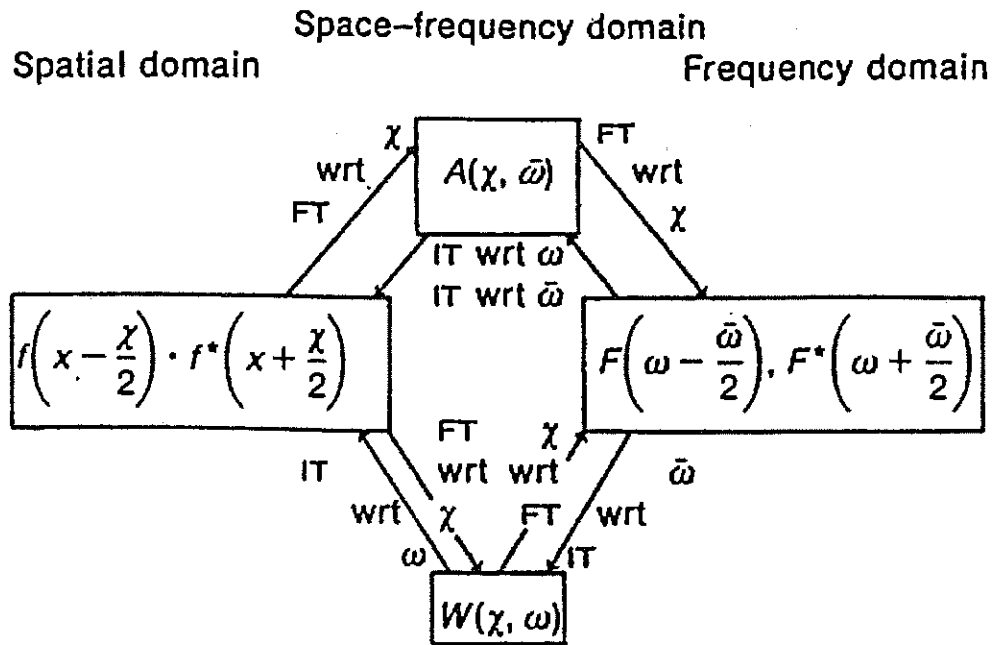 Space–frequency domain
Spatial domain
Frequency domain
χ
wrt
FT
A(χ, ω̄)
FT
wrt
χ
IT wrt ω
IT wrt ω̄
f(x − χ/2) · f*(x + χ/2)
F(ω − ω̄/2), F*(ω + ω̄/2)
FT
wrt
χ
χ
wrt
FT
IT
wrt
ω
ω̄
wrt
IT
W(χ, ω)